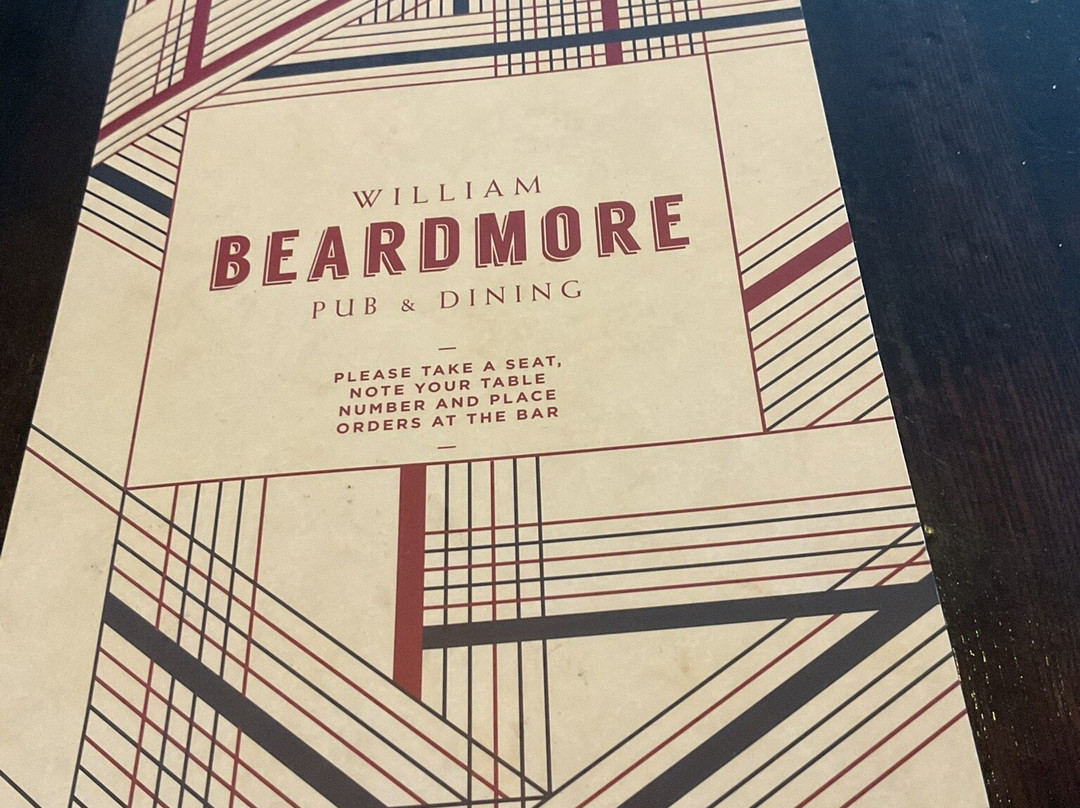 WILLIAM
BEARDMORE
PUB & DINING
PLEASE TAKE A SEAT,
NOTE YOUR TABLE
NUMBER AND PLACE
ORDERS AT THE BAR